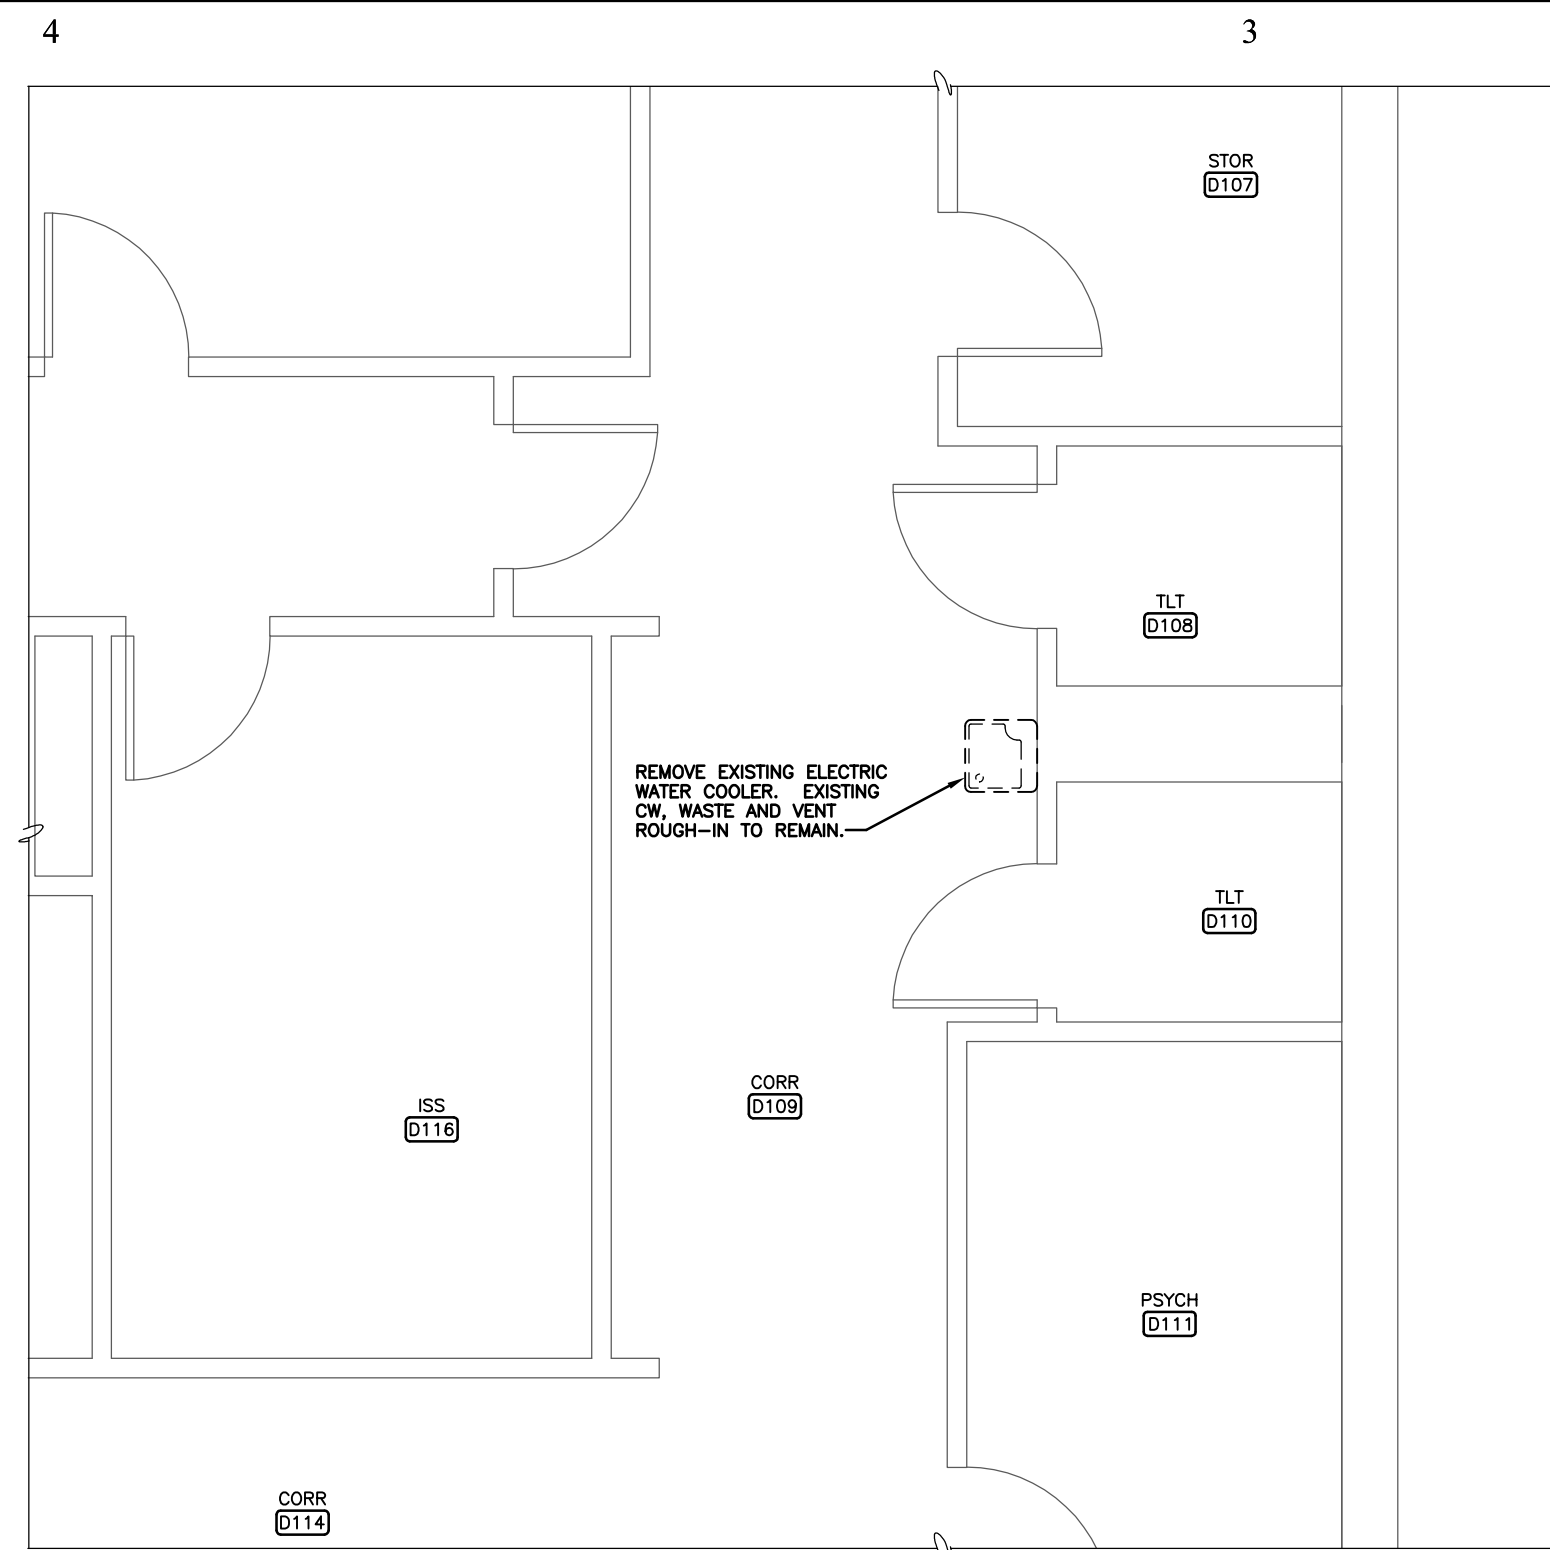 4
3
STOR
D107
TLT
D108
REMOVE EXISTING ELECTRIC
WATER COOLER. EXISTING
CW, WASTE AND VENT
ROUGH-IN TO REMAIN.
TLT
D110
CORR
D109
ISS
D116
PSYCH
D111
CORR
D114